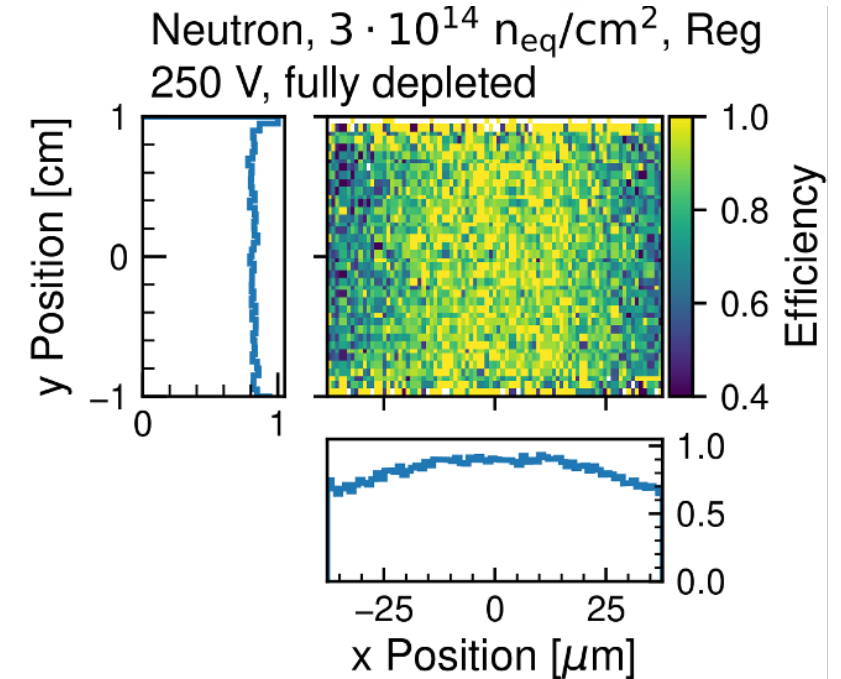 Neutron, 3 · 10¹⁴ n_eq/cm², Reg
250 V, fully depleted
y Position [cm]
1
0
−1
0 1
1.0
0.8
0.6
0.4
Efficiency
1.0
0.5
0.0
−25 0 25
x Position [μm]